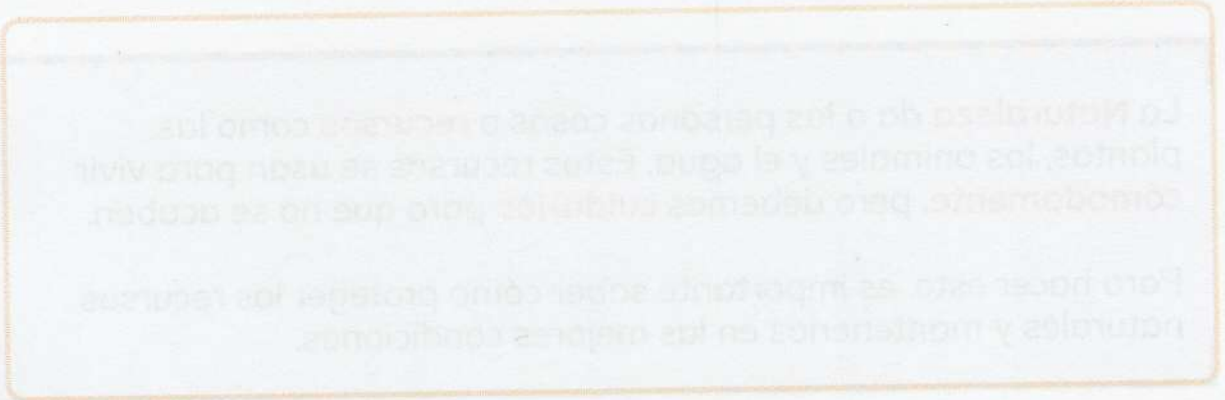 La Naturaleza da a las personas cosas o recursos como las
plantas, los animales y el agua. Estos recursos se usan para vivir
cómodamente, pero debemos cuidarlos para que no se acaben.
Para hacer esto, es importante saber cómo proteger los recursos
naturales y mantenerlos en las mejores condiciones.